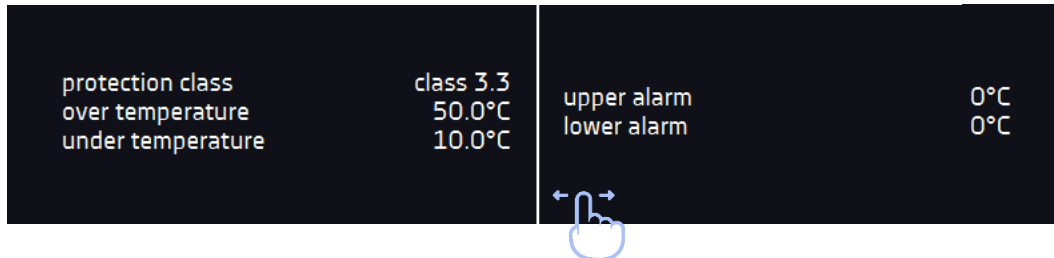 protection class class 3.3
over temperature 50.0°C
under temperature 10.0°C
upper alarm 0°C
lower alarm 0°C